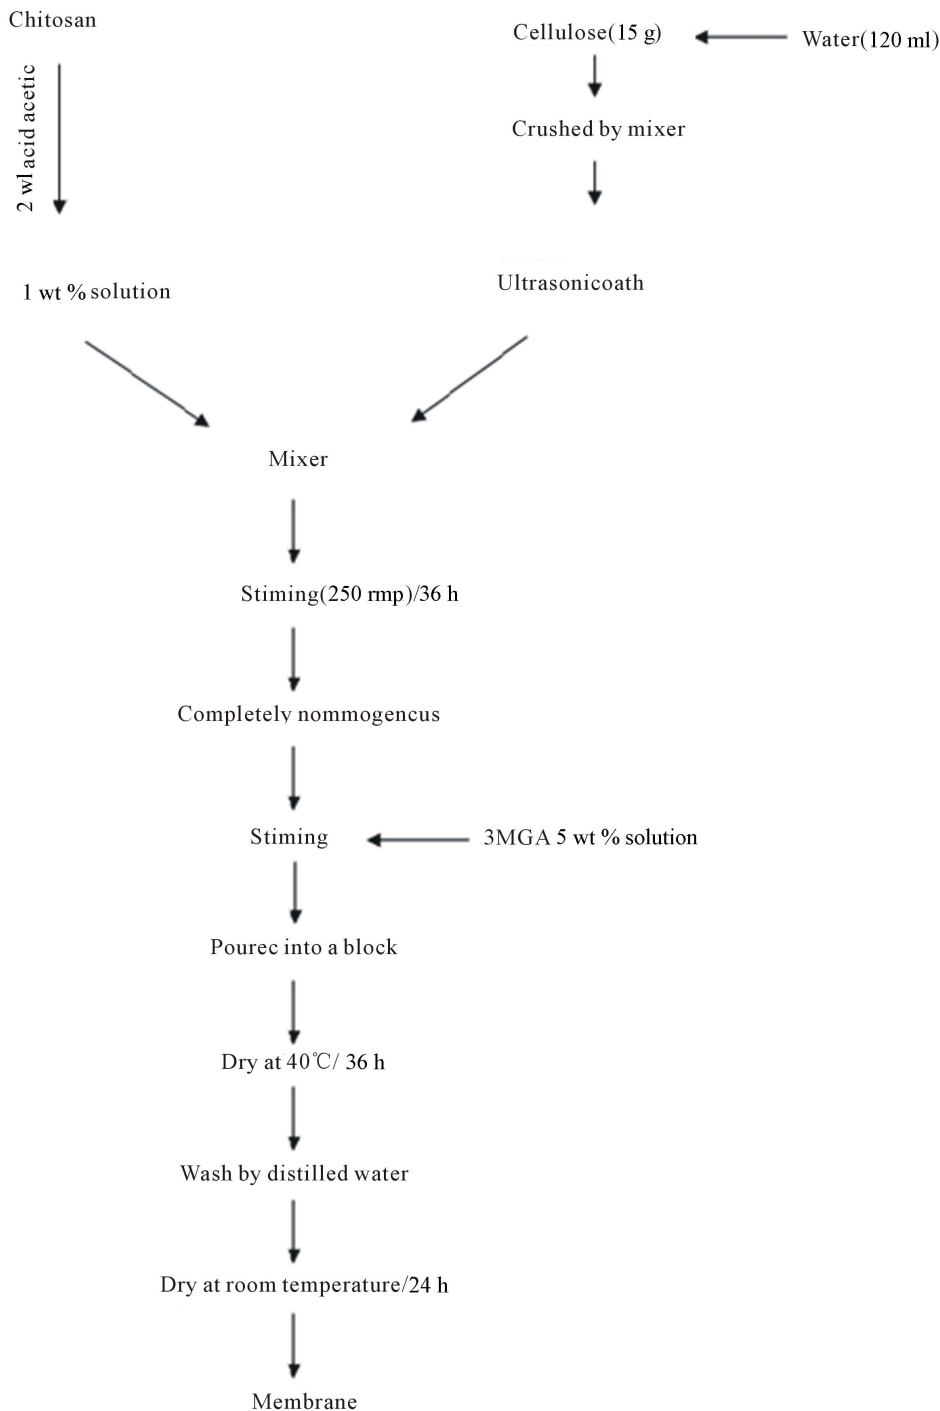 Chitosan
Cellulose(15 g)
Water(120 ml)
2 wl acid acetic
Crushed by mixer
1 wt % solution
Ultrasonicoath
Mixer
Stiming(250 rmp)/36 h
Completely nommogencus
Stiming
3MGA 5 wt % solution
Pourec into a block
Dry at 40℃/ 36 h
Wash by distilled water
Dry at room temperature/24 h
Membrane